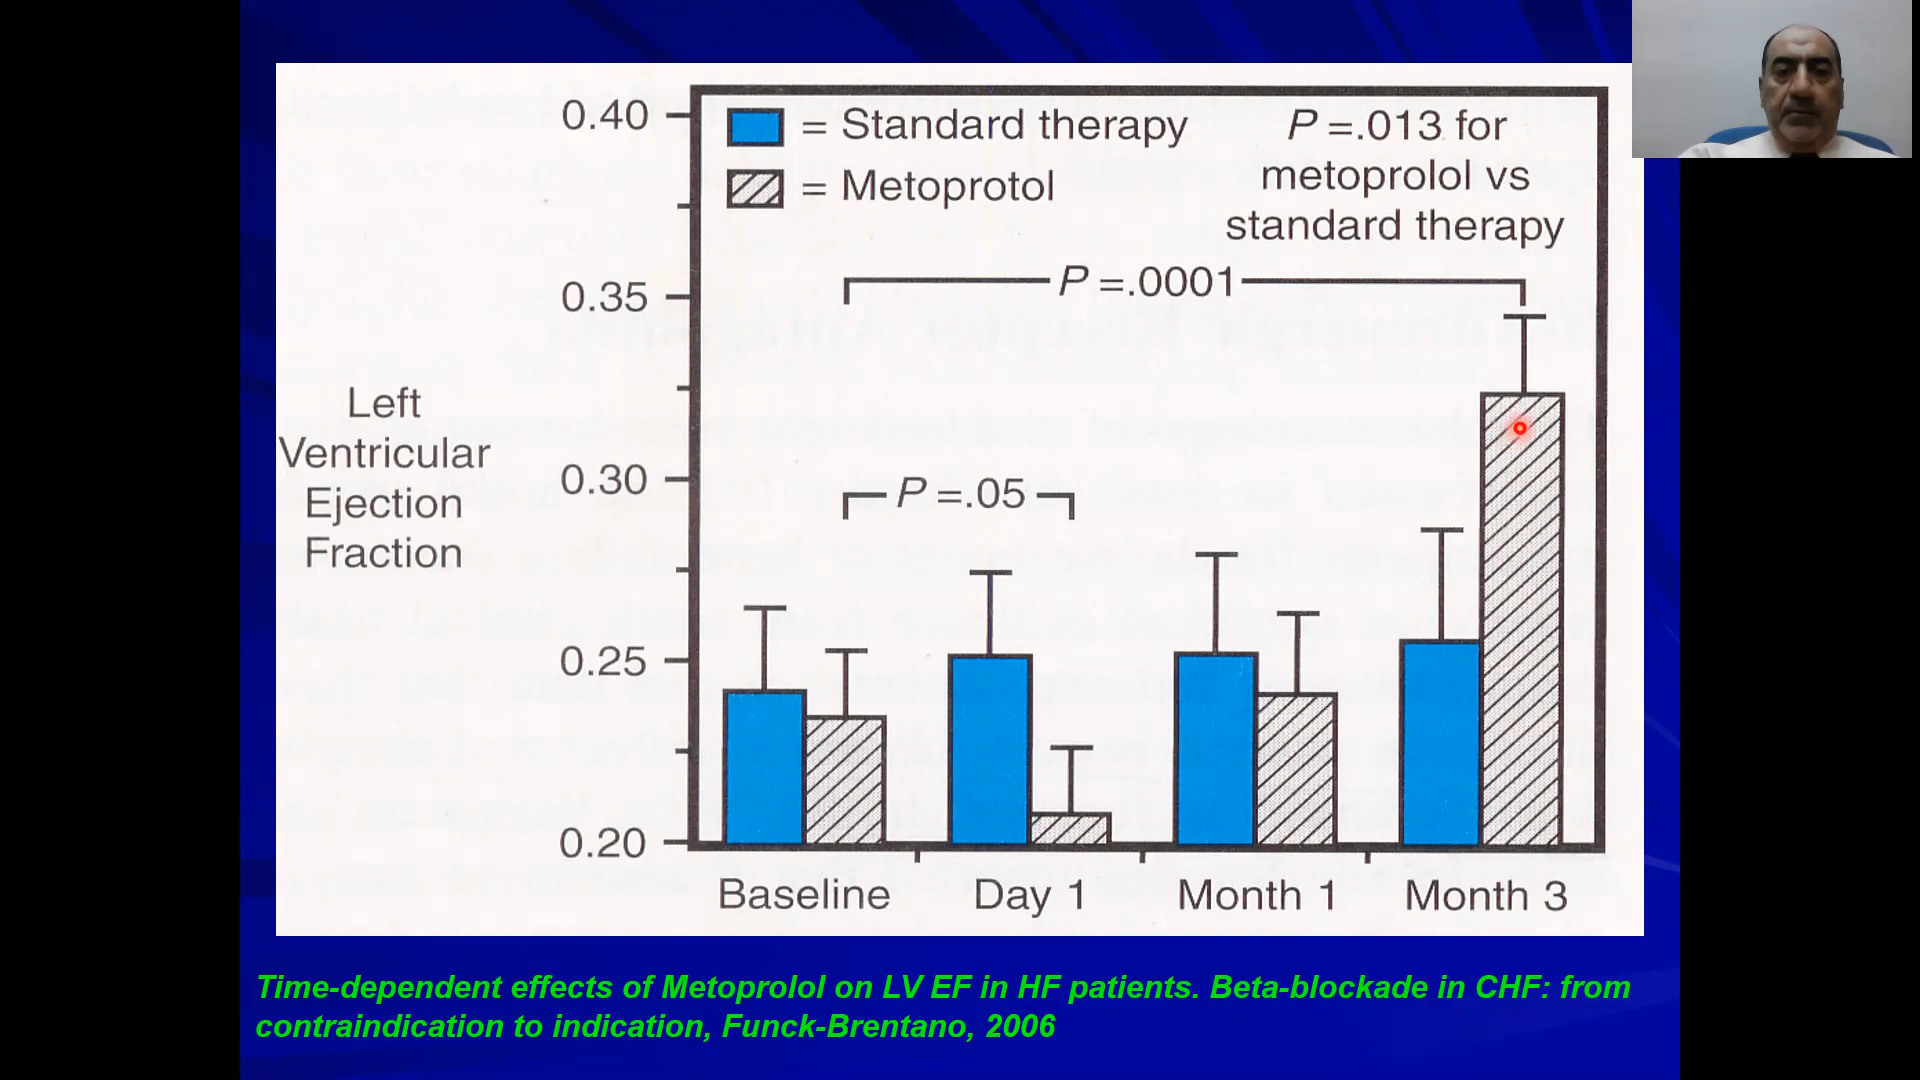 0.40
= Standard therapy
P =.013 for
metoprolol vs
standard therapy
= Metoprotol
P =.0001
0.35
Left
Ventricular
Ejection
Fraction
0.30
P =.05
0.25
0.20
Baseline
Day 1
Month 1
Month 3
Time-dependent effects of Metoprolol on LV EF in HF patients. Beta-blockade in CHF: from
contraindication to indication, Funck-Brentano, 2006